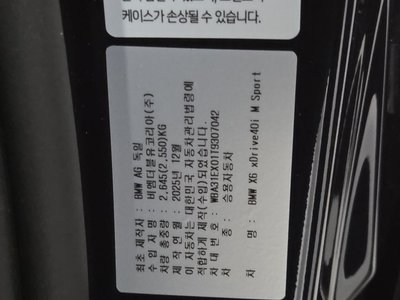 케이스가 손상될 수 있습니다.
최초 제작자 : BMW AG 독일
수 입 자 명 : 비엠더블유코리아(주)
차량 총중량 : 2,645(2,550)KG
제 작 연 월 : 2025년 12월
이 자동차는 대한민국 자동차관리법령에
적합하게 제작(수입)되었습니다.
차 대 번 호 : WBA31EX01T9307042
차 종 : 승용자동차
차 명 : BMW X6 xDrive40i M Sport